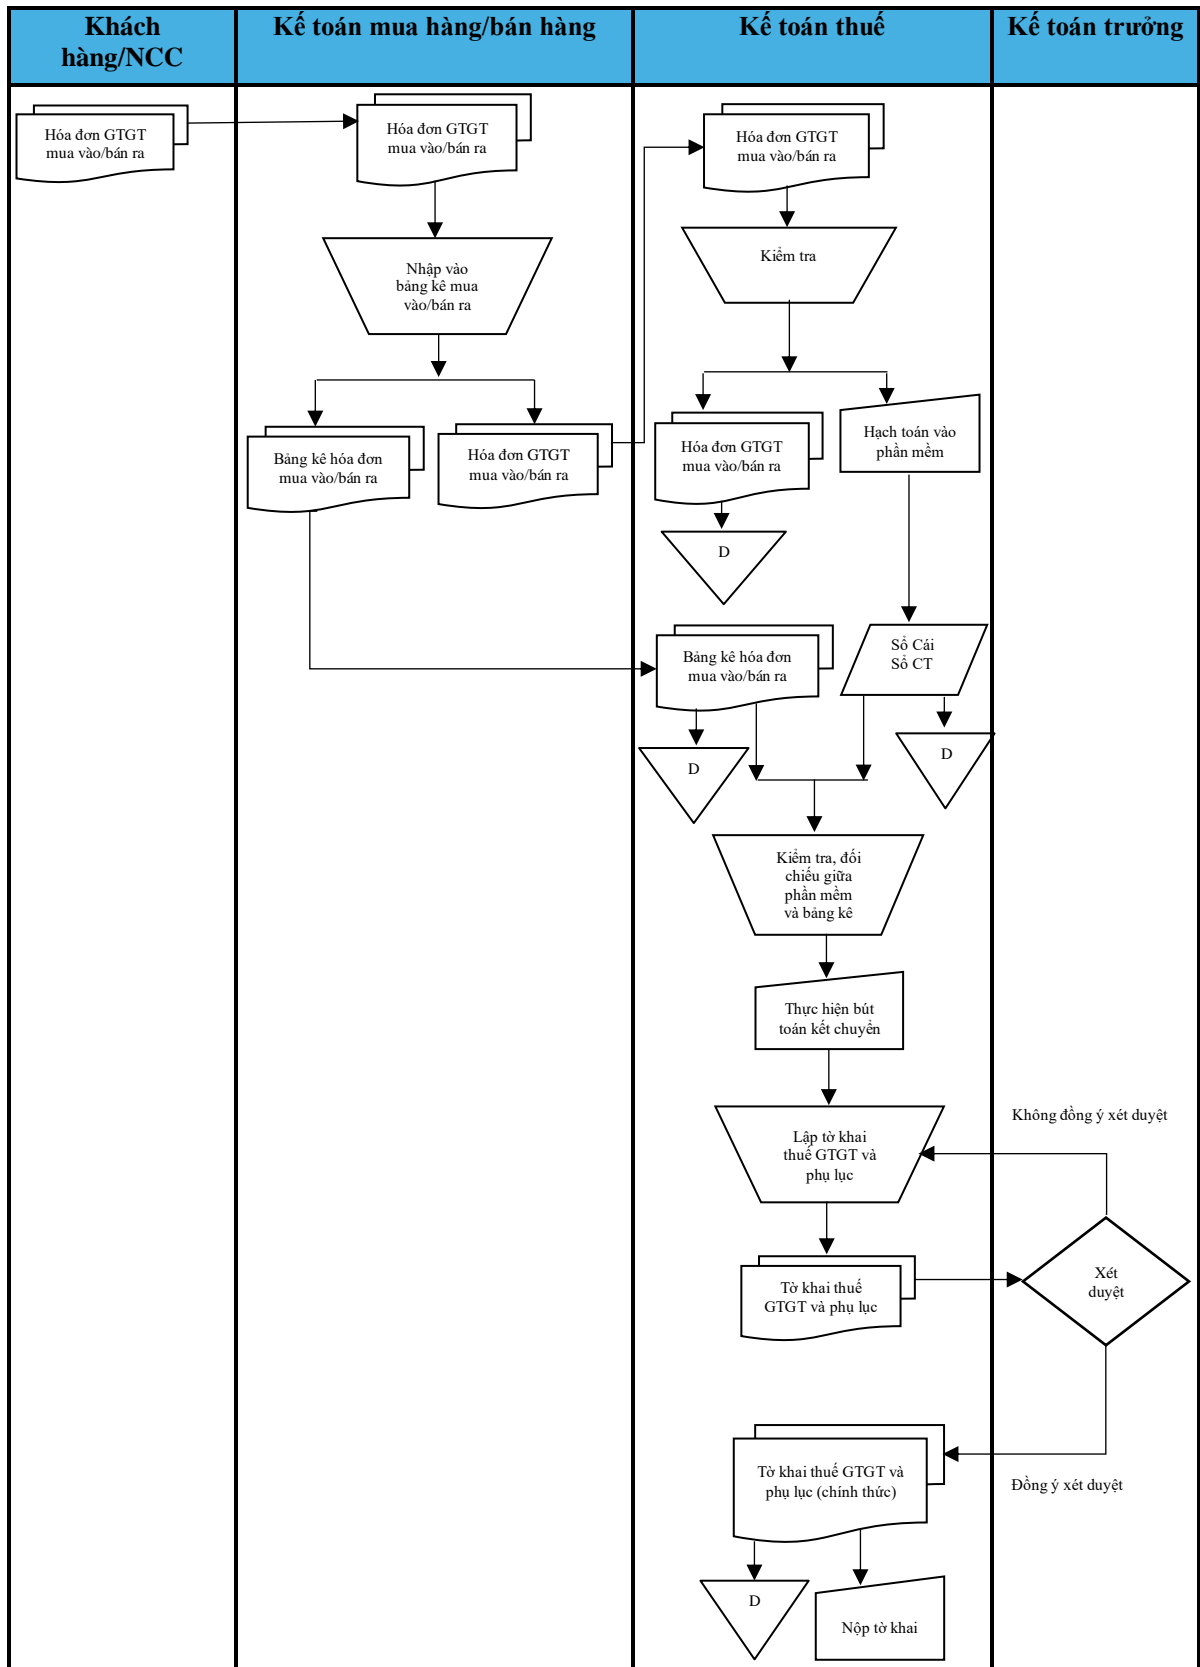 Khách
hàng/NCC
Kế toán mua hàng/bán hàng
Kế toán thuế
Kế toán trưởng
Hóa đơn GTGT
mua vào/bán ra
Hóa đơn GTGT
mua vào/bán ra
Hóa đơn GTGT
mua vào/bán ra
Nhập vào
bảng kê mua
vào/bán ra
Kiểm tra
Bảng kê hóa đơn
mua vào/bán ra
Hóa đơn GTGT
mua vào/bán ra
Hóa đơn GTGT
mua vào/bán ra
Hạch toán vào
phần mềm
D
Bảng kê hóa đơn
mua vào/bán ra
Sổ Cái
Sổ CT
D
D
Kiểm tra, đối
chiếu giữa
phần mềm
và bảng kê
Thực hiện bút
toán kết chuyển
Lập tờ khai
thuế GTGT và
phụ lục
Không đồng ý xét duyệt
Tờ khai thuế
GTGT và phụ lục
Xét
duyệt
Tờ khai thuế GTGT và
phụ lục (chính thức)
Đồng ý xét duyệt
D
Nộp tờ khai